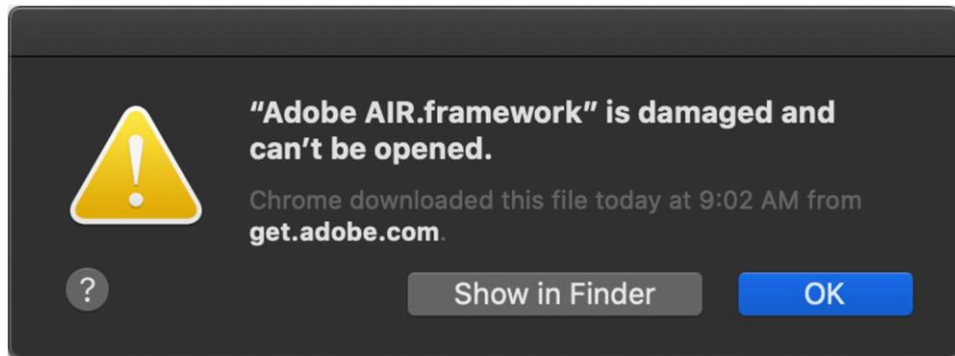 “Adobe AIR.framework” is damaged and
can’t be opened.
Chrome downloaded this file today at 9:02 AM from
get.adobe.com.
?
Show in Finder
OK